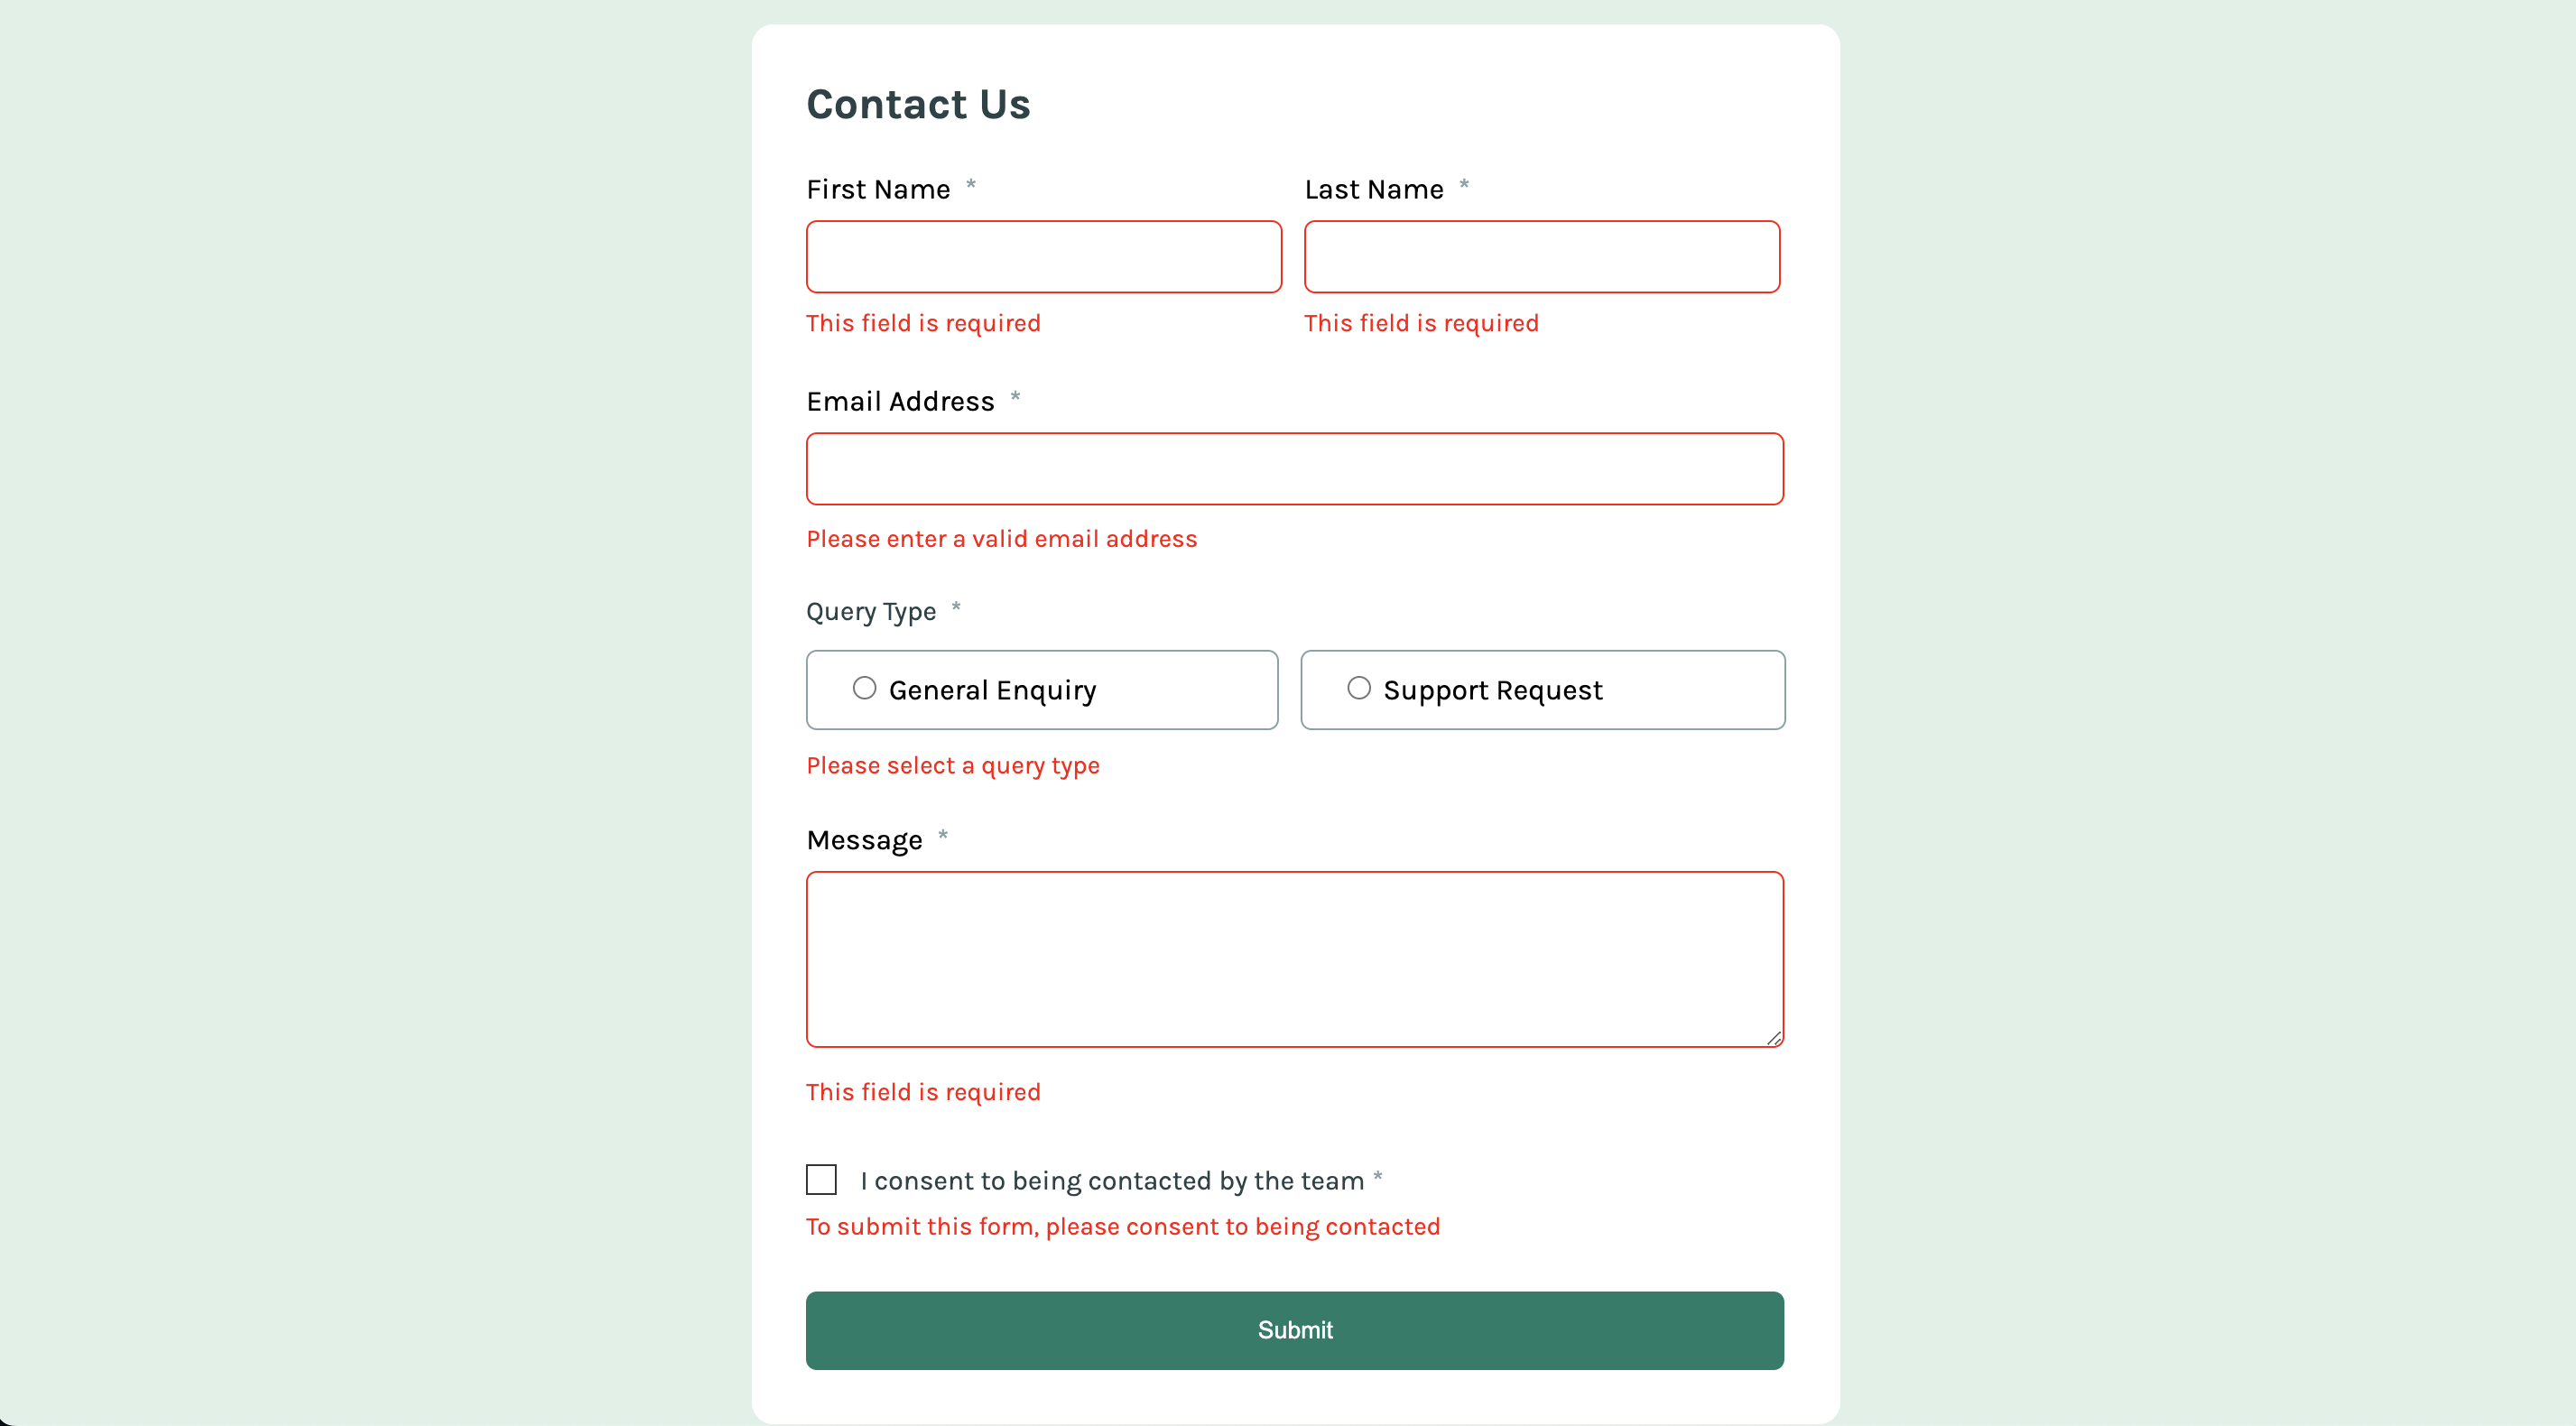 Contact Us
First Name * Last Name *
This field is required This field is required
Email Address *
Please enter a valid email address
Query Type *
General Enquiry Support Request
Please select a query type
Message *
This field is required
I consent to being contacted by the team *
To submit this form, please consent to being contacted
Submit